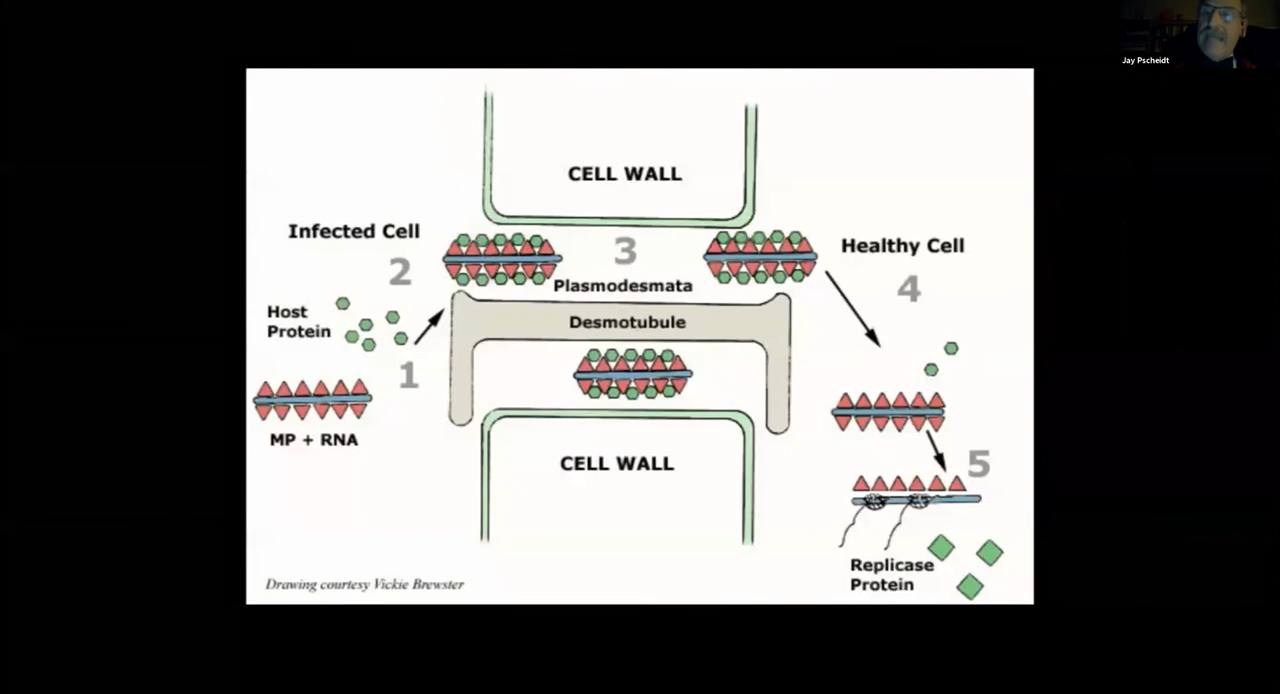 Jay Pscheidt
CELL WALL
Infected Cell
2
3
Healthy Cell
4
Plasmodesmata
Host
Protein
Desmotubule
1
MP + RNA
CELL WALL
5
Replicase
Protein
Drawing courtesy Vickie Brewster